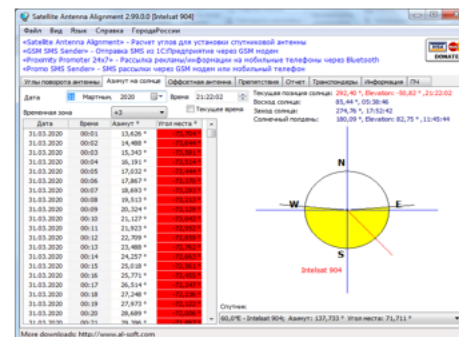 Satellite Antenna Alignment 2.99.0.0 [Intelsat 904]
Файл Вид Язык Справка ГородаРоссии
«Satellite Antenna Alignment» - Расчет углов для установки спутниковой антенны
«GSM SMS Sender» - Отправка SMS из 1С:Предприятия через GSM модем
«Proximity Promoter 24x7» - Рассылка рекламы/информации на мобильные телефоны через Bluetooth
«Promo SMS Sender» - SMS рассылки через GSM модем или мобильный телефон
DONATE
Углы поворота антенны Азимут на солнце Оффсетная антенна Препятствия Отчет Транспондеры Информация ПЧ
Дата 31 Март 2020 Время 21:22:02
Текущее время
Временная зона +3
Текущая позиция солнца: 292,40 °, Elevation: -50,82 ° ,21:22:02
Восход солнца: 85,44 °, 05:38:46
Заход солнца: 274,76 °, 17:52:42
Солнечный полдень: 180,09 °, Elevation: 82,75 ° ,11:45:44
Дата Время Азимут ° Угол места °
31.03.2020 00:01 13,626 °
31.03.2020 00:02 14,488 °
31.03.2020 00:03 15,343 °
31.03.2020 00:04 16,191 °
31.03.2020 00:05 17,032 °
31.03.2020 00:06 17,867 °
31.03.2020 00:07 18,693 °
31.03.2020 00:08 19,513 °
31.03.2020 00:09 20,324 °
31.03.2020 00:10 21,127 °
31.03.2020 00:11 21,923 °
31.03.2020 00:12 22,709 °
31.03.2020 00:13 23,488 °
31.03.2020 00:14 24,257 °
31.03.2020 00:15 25,018 °
31.03.2020 00:16 25,771 °
31.03.2020 00:17 26,514 °
31.03.2020 00:18 27,248 °
31.03.2020 00:19 27,973 °
31.03.2020 00:20 28,689 °
31.03.2020 00:21 29,396 °
N
W E
S
Intelsat 904
Спутник
60,0°E - Intelsat 904; Азимут: 137,733 ° Угол места: 71,711 °
More downloads: http://www.al-soft.com